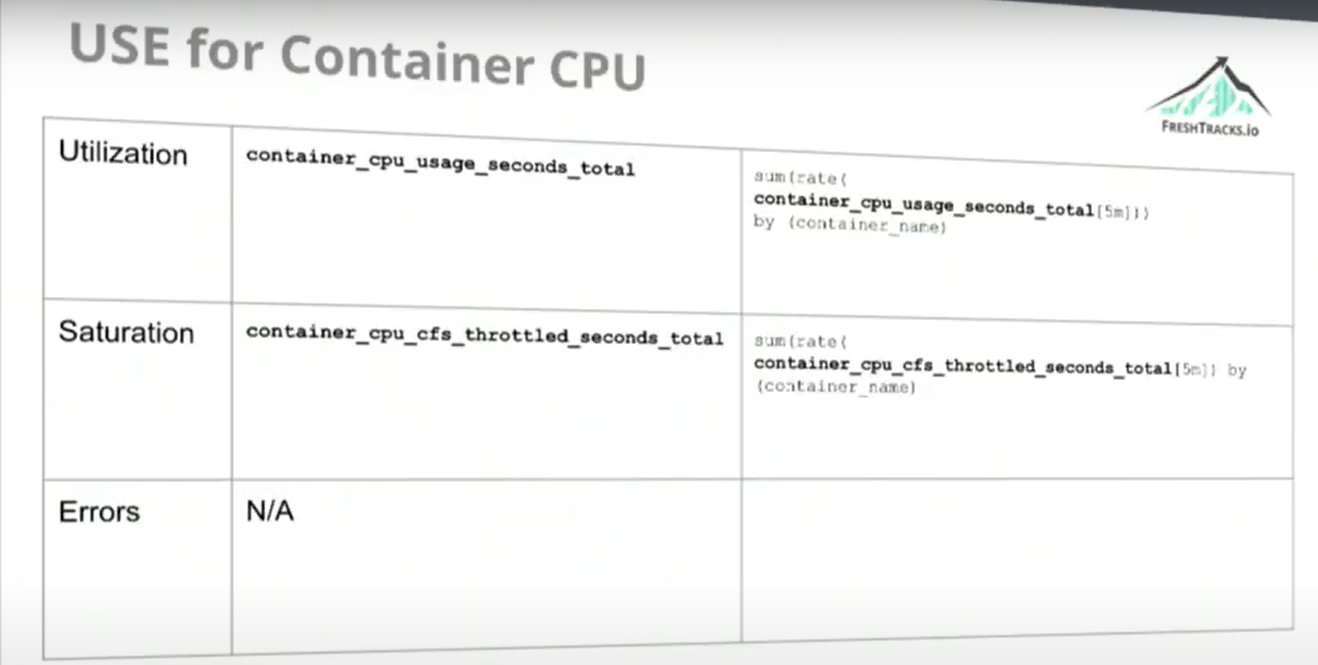 USE for Container CPU
FRESHTRACKS.io
Utilization
container_cpu_usage_seconds_total
sum(rate(
container_cpu_usage_seconds_total[5m]))
by (container_name)
Saturation
container_cpu_cfs_throttled_seconds_total
sum(rate(
container_cpu_cfs_throttled_seconds_total[5m]) by
(container_name)
Errors
N/A